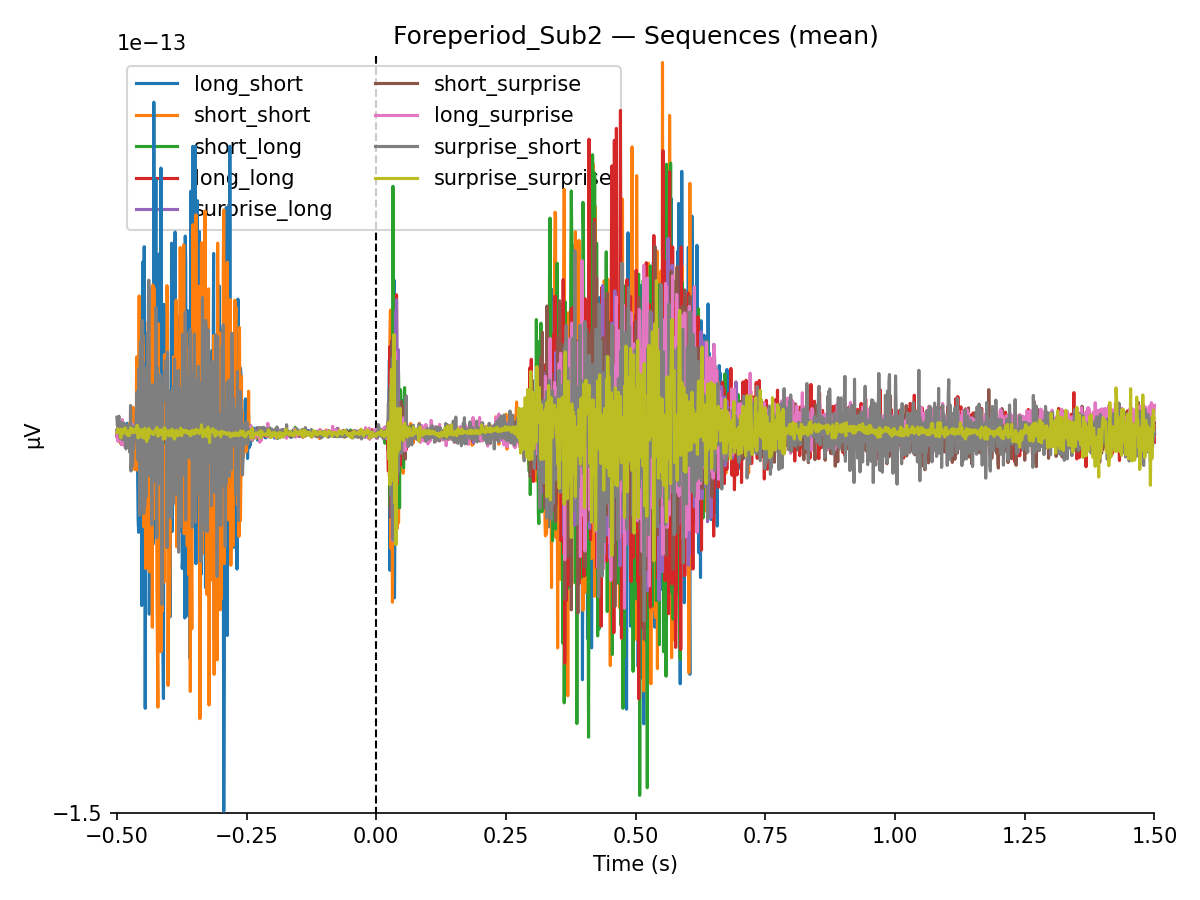 Foreperiod_Sub2 — Sequences (mean)
1e−13
long_short
short_short
short_long
long_long
surprise_long
short_surprise
long_surprise
surprise_short
surprise_surprise
µV
−1.5
−0.50 −0.25 0.00 0.25 0.50 0.75 1.00 1.25 1.50
Time (s)